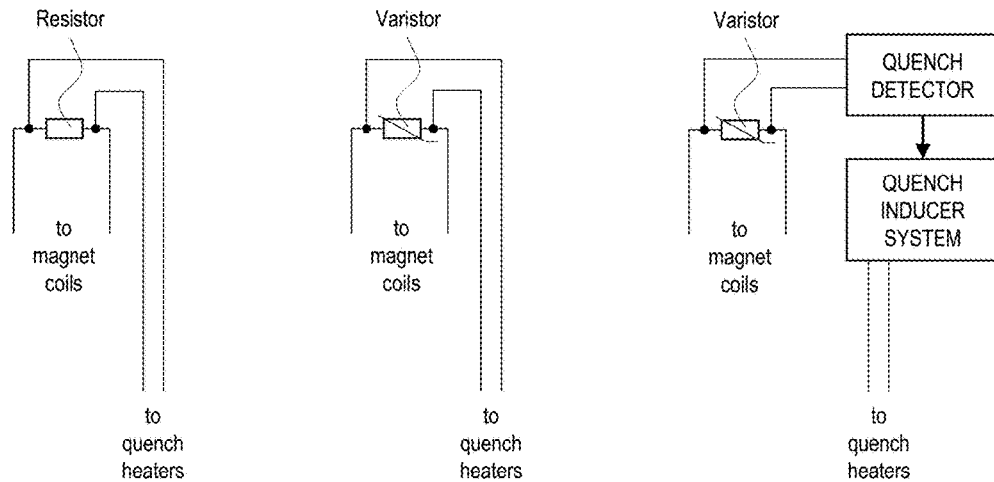 Resistor
to
magnet
coils
to
quench
heaters
Varistor
to
magnet
coils
to
quench
heaters
Varistor
to
magnet
coils
QUENCH
DETECTOR
QUENCH
INDUCER
SYSTEM
to
quench
heaters